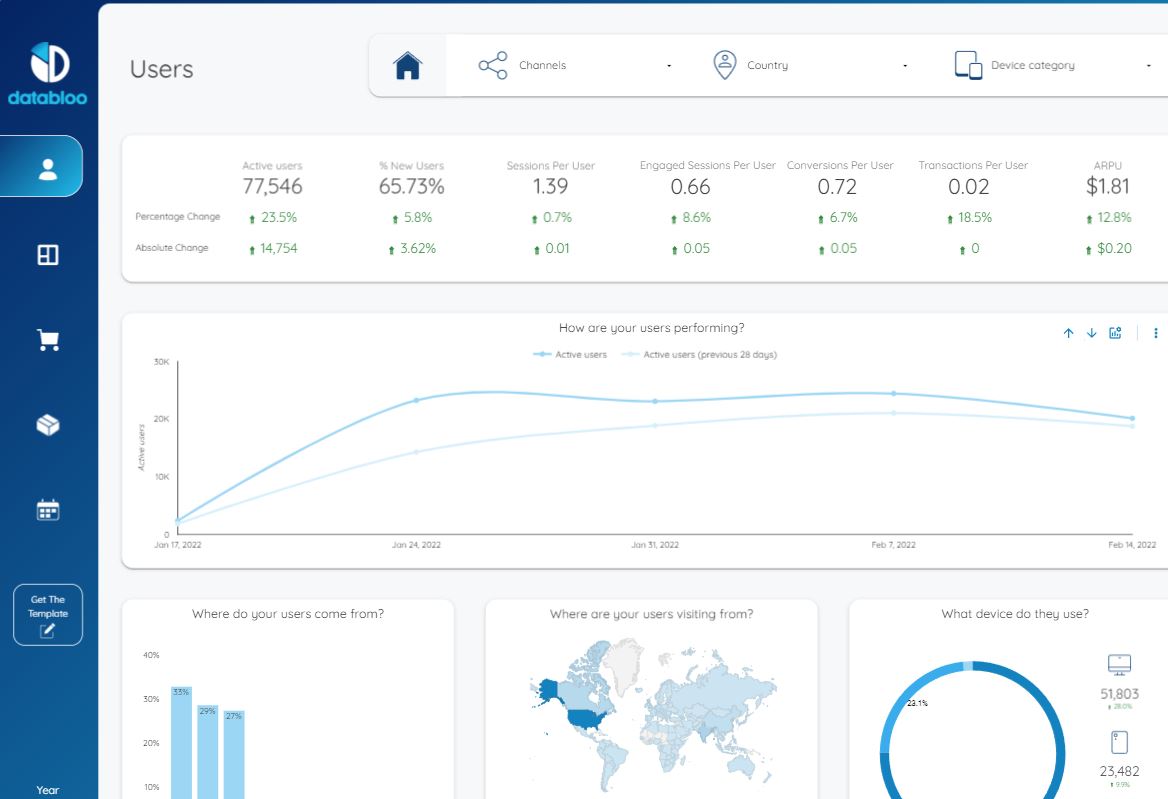 databloo
Users
Channels
Country
Device category
Active users
% New Users
Sessions Per User
Engaged Sessions Per User
Conversions Per User
Transactions Per User
ARPU
77,546
65.73%
1.39
0.66
0.72
0.02
$1.81
Percentage Change
23.5%
5.8%
0.7%
8.6%
6.7%
18.5%
12.8%
Absolute Change
14,754
3.62%
0.01
0.05
0.05
0
$0.20
How are your users performing?
Active users
Active users (previous 28 days)
30K
20K
10K
0
Active users
Jan 17, 2022
Jan 24, 2022
Jan 31, 2022
Feb 7, 2022
Feb 14, 2022
Get The
Template
Year
Where do your users come from?
40%
30%
20%
10%
33%
29%
27%
Where are your users visiting from?
What device do they use?
23.1%
51,803
28.0%
23,482
9.9%